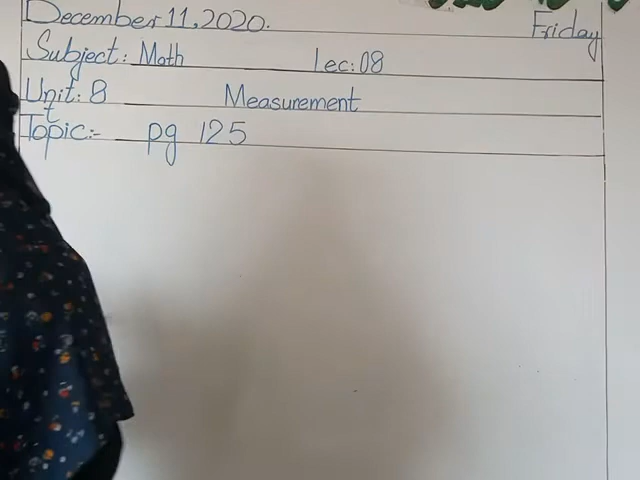 December 11, 2020. Friday
Subject: Math Lec: 08
Unit: 8 Measurement
Topic:- pg 125